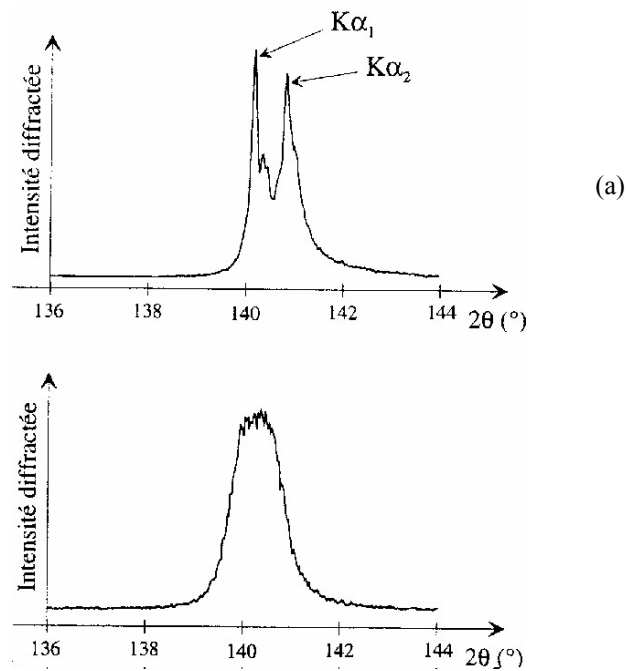 Kα₁
Kα₂
Intensité diffractée
(a)
136 138 140 142 144
2θ (°)
Intensité diffractée
136 138 140 142 144
2θ (°)